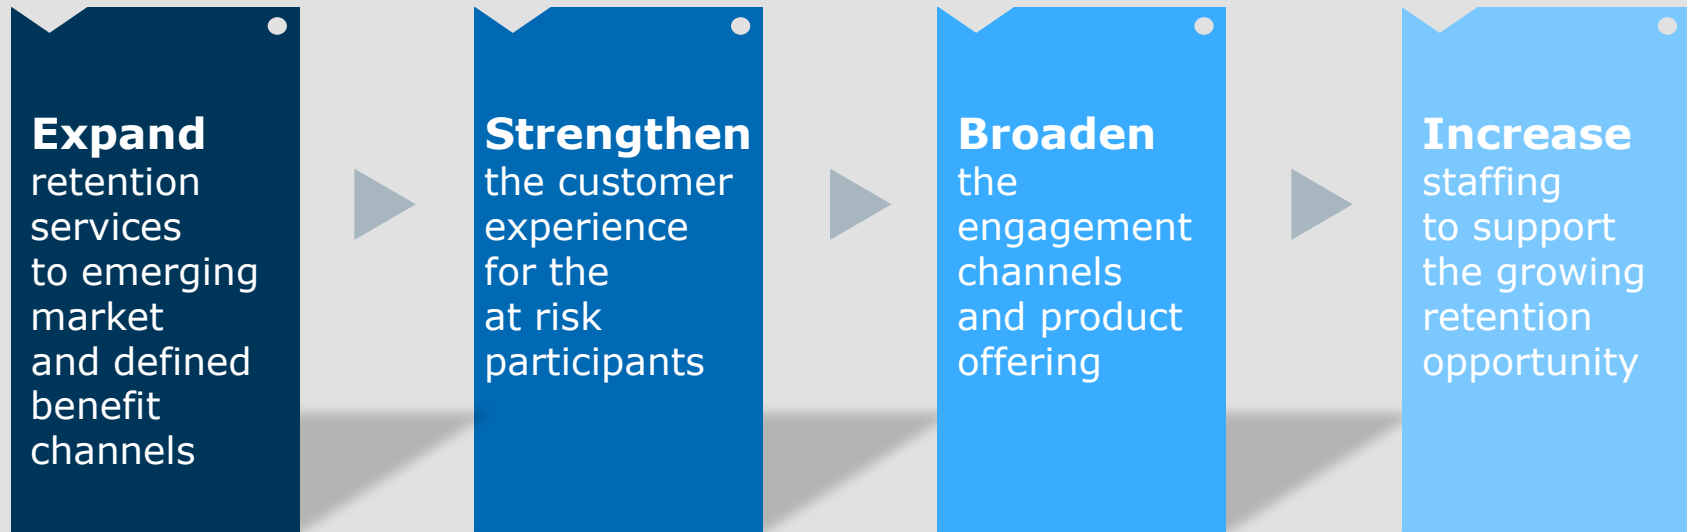 Expand
retention
services
to emerging
market
and defined
benefit
channels
Strengthen
the customer
experience
for the
at risk
participants
Broaden
the
engagement
channels
and product
offering
Increase
staffing
to support
the growing
retention
opportunity